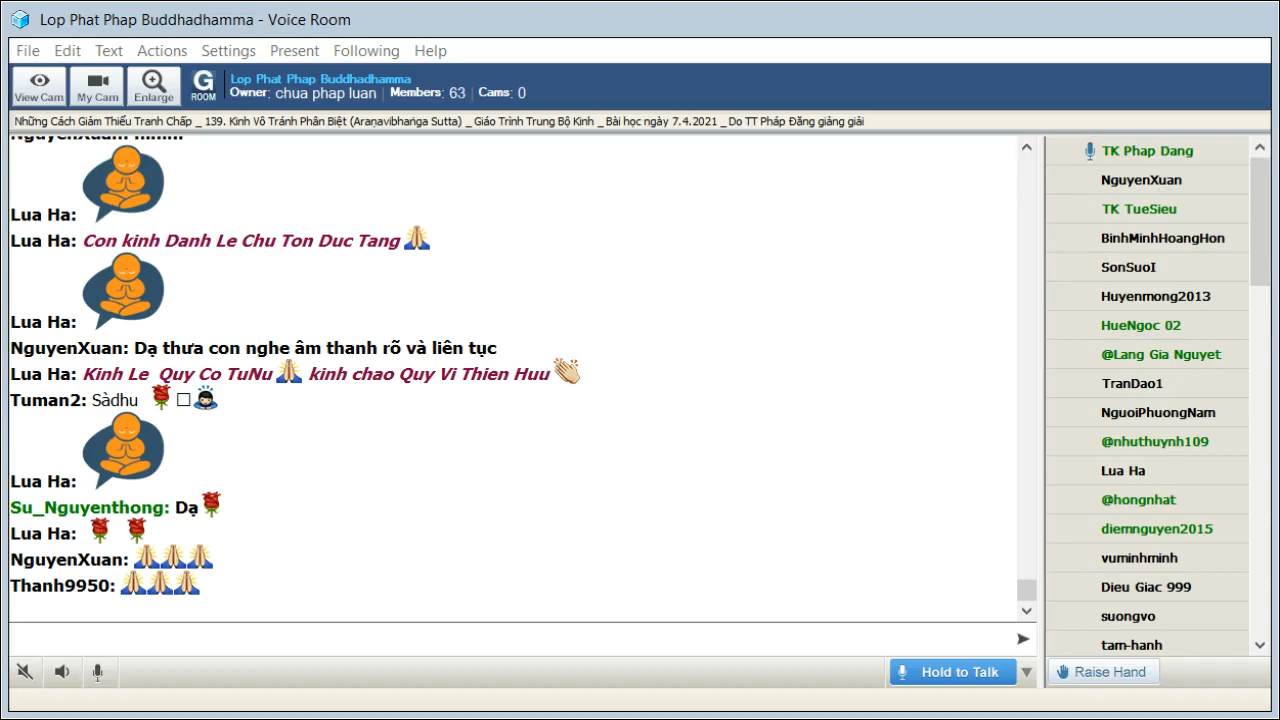 Lop Phat Phap Buddhadhamma - Voice Room
File Edit Text Actions Settings Present Following Help
View Cam My Cam Enlarge G ROOM
Lop Phat Phap Buddhadhamma
Owner: chua phap luan Members: 63 Cams: 0
Những Cách Giảm Thiểu Tranh Chấp _ 139. Kinh Vô Tránh Phân Biệt (Araṇavibhaṅga Sutta) _Giáo Trình Trung Bộ Kinh _Bài học ngày 7.4.2021 _Do TT Pháp Đăng giảng giải
Lua Ha:
Lua Ha: Con kinh Danh Le Chu Ton Duc Tang
Lua Ha:
NguyenXuan: Dạ thưa con nghe âm thanh rõ và liên tục
Lua Ha: Kinh Le Quy Co TuNu kinh chao Quy Vi Thien Huu
Tuman2: Sàdhu
Lua Ha:
Su_Nguyenthong: Dạ
Lua Ha:
NguyenXuan:
Thanh9950:
TK Phap Dang
NguyenXuan
TK TueSieu
BinhMinhHoangHon
SonSuoI
Huyenmong2013
HueNgoc 02
@Lang Gia Nguyet
TranDao1
NguoiPhuongNam
@nhuthuynh109
Lua Ha
@hongnhat
diemnguyen2015
vuminhminh
Dieu Giac 999
suongvo
tam-hanh
Hold to Talk
Raise Hand